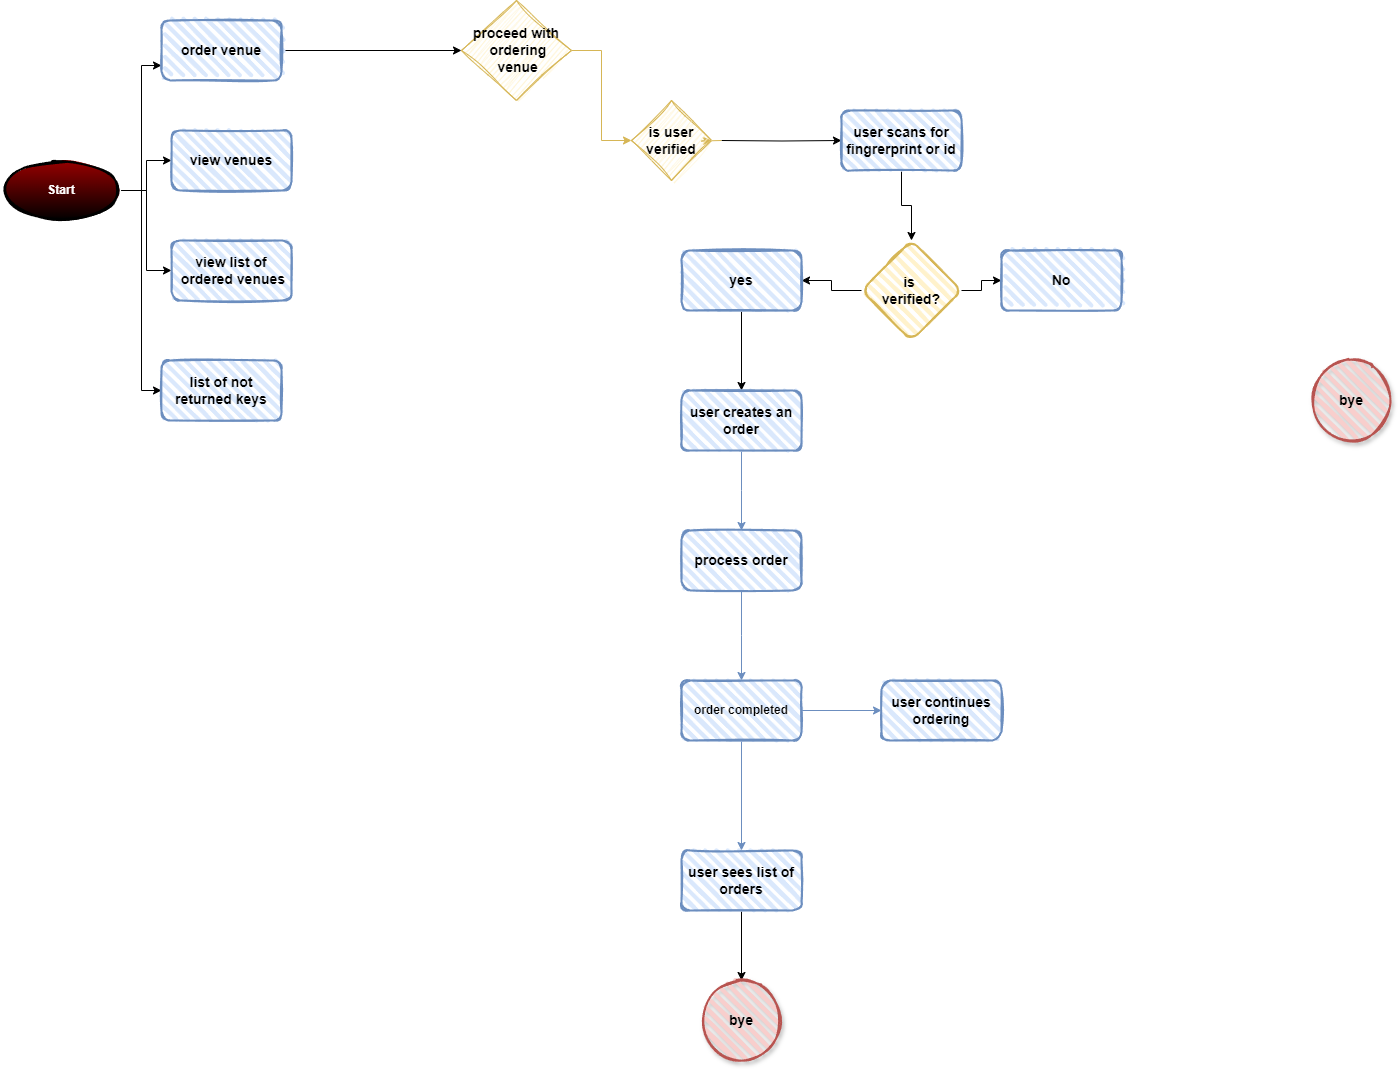 order venue
proceed with
ordering
venue
is user
verified
user scans for
fingrerprint or id
view venues
Start
view list of
ordered venues
yes
is
verified?
No
list of not
returned keys
user creates an
order
bye
process order
order completed
user continues
ordering
user sees list of
orders
bye